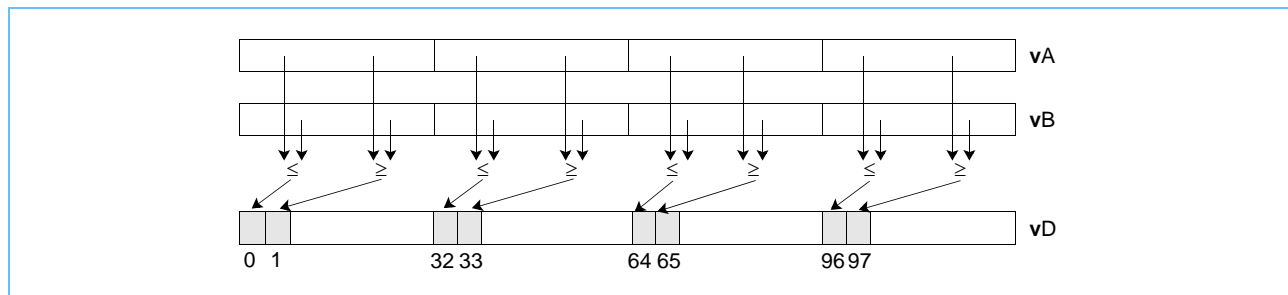 vA
vB
≤ ≥ ≤ ≥ ≤ ≥ ≤ ≥
vD
0 1 32 33 64 65 96 97